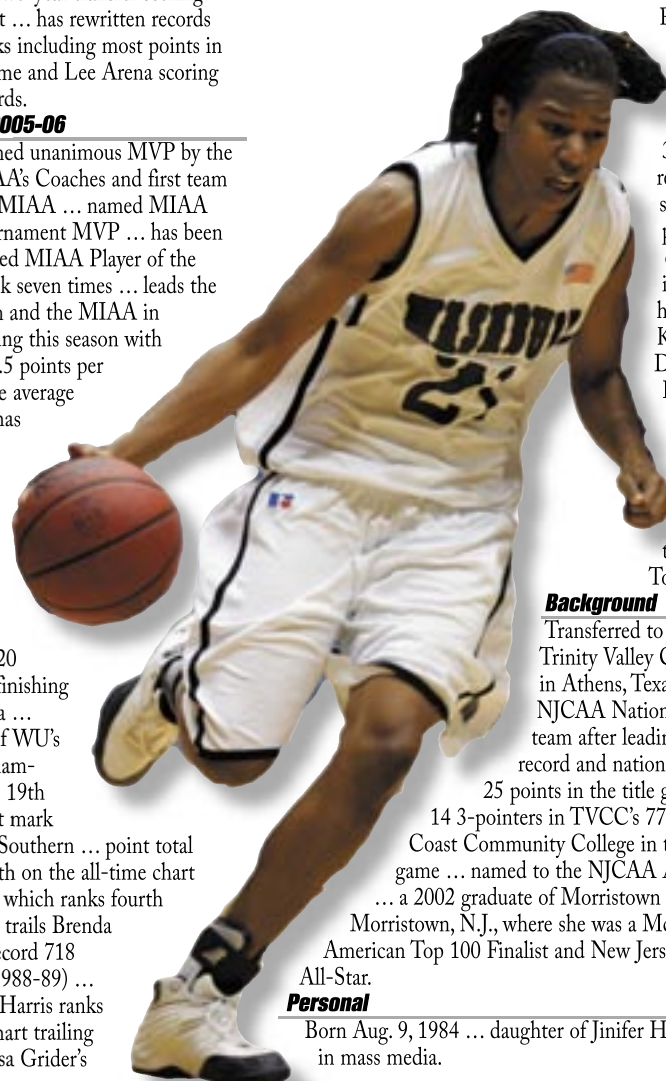 t … has rewritten records
ks including most points in
me and Lee Arena scoring
rds.
005-06
ned unanimous MVP by the
AA’s Coaches and first team
MIAA … named MIAA
rnament MVP … has been
ed MIAA Player of the
k seven times … leads the
n and the MIAA in
ing this season with
.5 points per
e average
has
20
finishing
a …
f WU’s
am-
19th
t mark
Southern … point total
th on the all-time chart
which ranks fourth
trails Brenda
ecord 718
1988-89) …
Harris ranks
hart trailing
sa Grider’s
WASHBURN
To
Background
Transferred to
Trinity Valley C
in Athens, Texa
NJCAA Nation
team after leadin
record and nation
25 points in the title g
14 3-pointers in TVCC’s 77
Coast Community College in t
game … named to the NJCAA A
… a 2002 graduate of Morristown
Morristown, N.J., where she was a Mc
American Top 100 Finalist and New Jers
All-Star.
Personal
Born Aug. 9, 1984 … daughter of Jinifer H
in mass media.